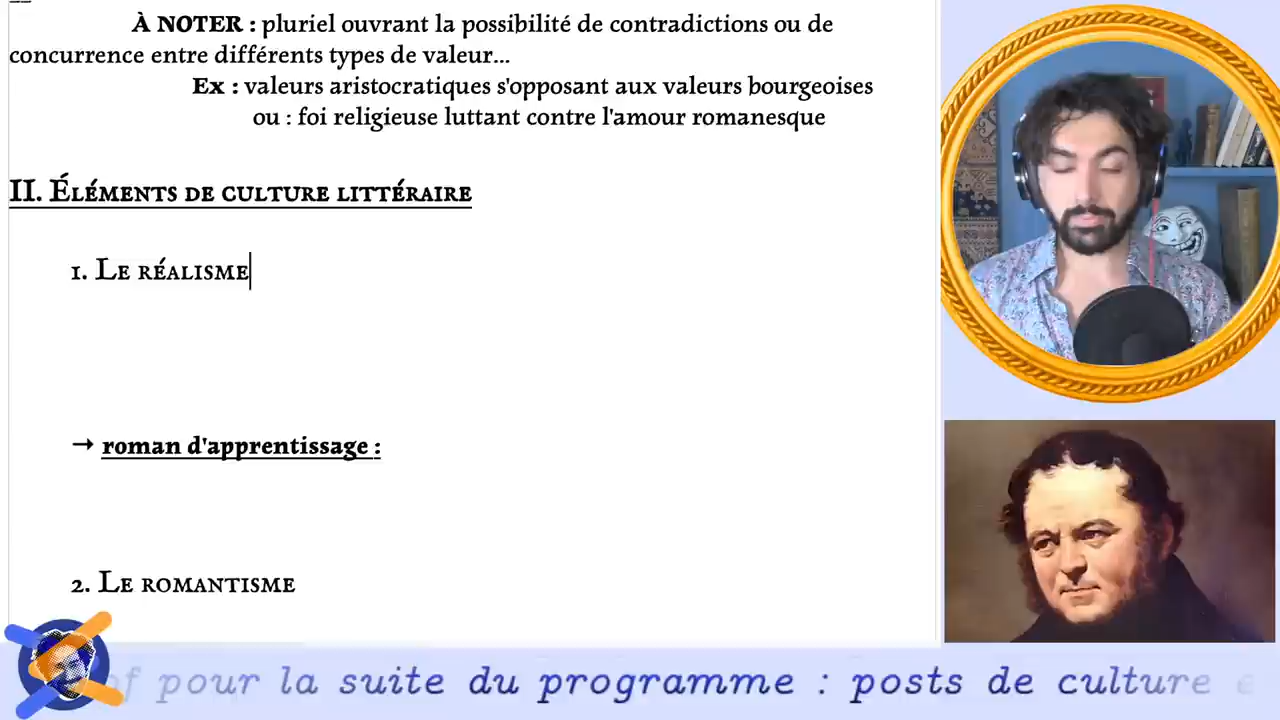 À NOTER : pluriel ouvrant la possibilité de contradictions ou de
concurrence entre différents types de valeur...
Ex : valeurs aristocratiques s'opposant aux valeurs bourgeoises
ou : foi religieuse luttant contre l'amour romanesque
II. Éléments de culture littéraire
1. Le réalisme
→ roman d'apprentissage :
2. Le romantisme
pour la suite du programme : posts de culture